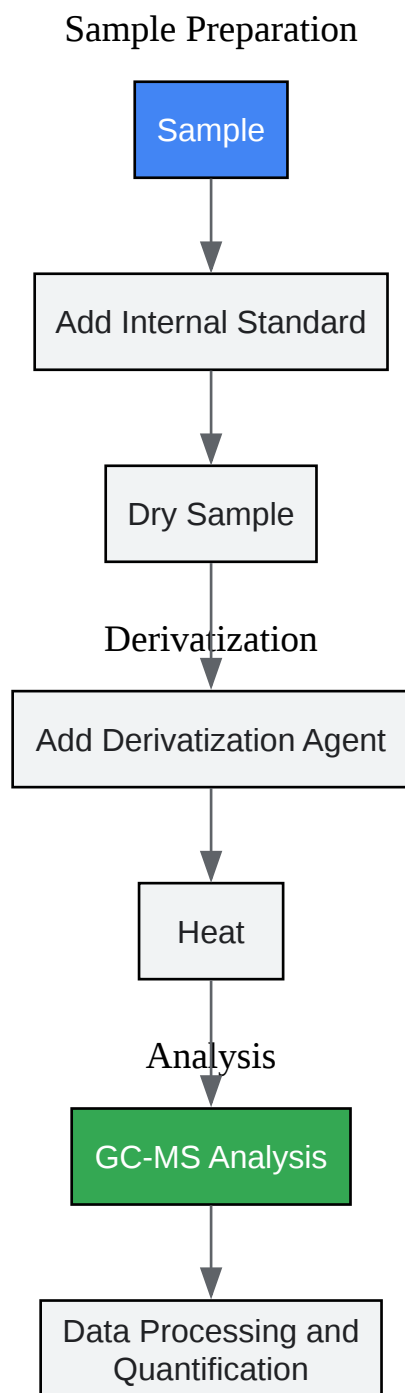 Sample Preparation
Sample
Add Internal Standard
Dry Sample
Derivatization
Add Derivatization Agent
Heat
Analysis
GC-MS Analysis
Data Processing and
Quantification